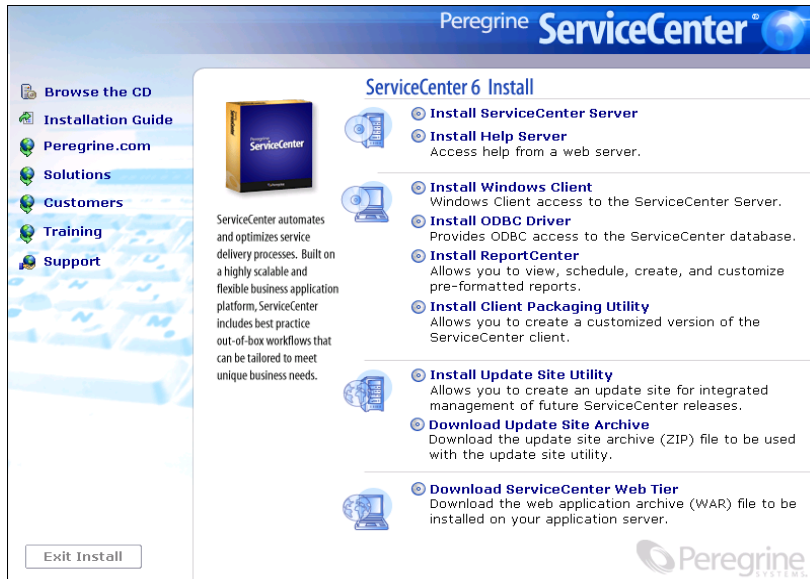 Peregrine ServiceCenter®
Browse the CD
Installation Guide
Peregrine.com
Solutions
Customers
Training
Support
Exit Install
ServiceCenter
Peregrine
ServiceCenter
ServiceCenter automates
and optimizes service
delivery processes. Built on
a highly scalable and
flexible business application
platform, ServiceCenter
includes best practice
out-of-box workflows that
can be tailored to meet
unique business needs.
ServiceCenter 6 Install
Install ServiceCenter Server
Install Help Server
Access help from a web server.
Install Windows Client
Windows Client access to the ServiceCenter Server.
Install ODBC Driver
Provides ODBC access to the ServiceCenter database.
Install ReportCenter
Allows you to view, schedule, create, and customize
pre-formatted reports.
Install Client Packaging Utility
Allows you to create a customized version of the
ServiceCenter client.
Install Update Site Utility
Allows you to create an update site for integrated
management of future ServiceCenter releases.
Download Update Site Archive
Download the update site archive (ZIP) file to be used
with the update site utility.
Download ServiceCenter Web Tier
Download the web application archive (WAR) file to be
installed on your application server.
Peregrine
SYSTEMS